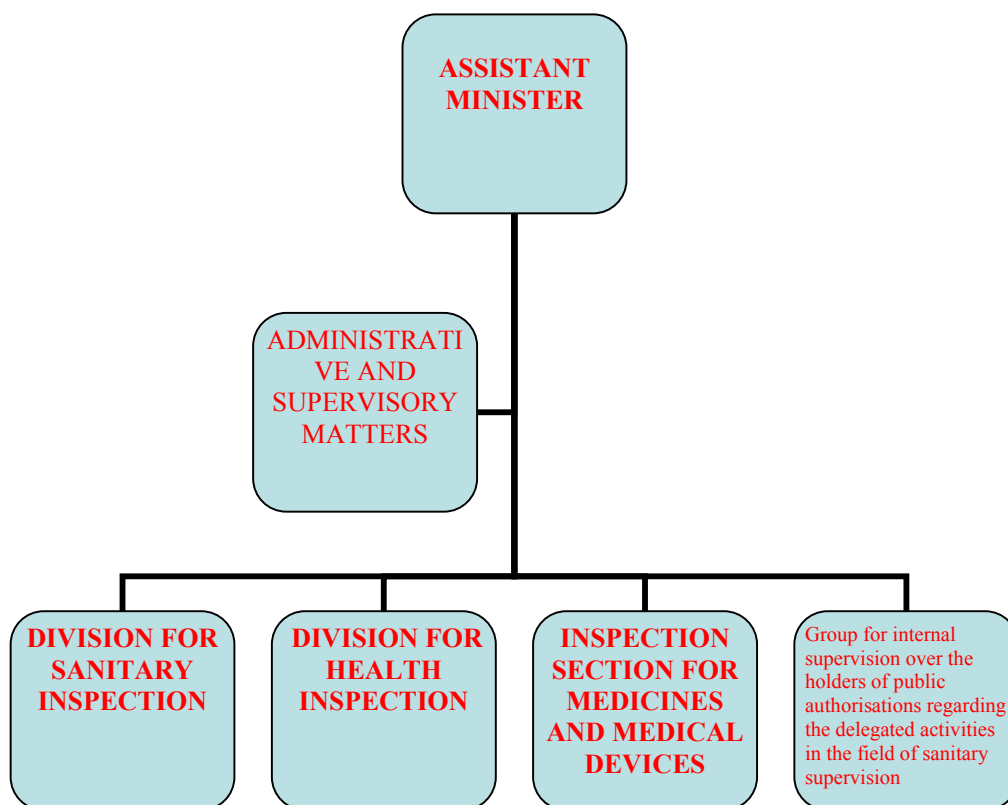 ASSISTANT
MINISTER
ADMINISTRATI
VE AND
SUPERVISORY
MATTERS
DIVISION FOR
SANITARY
INSPECTION
DIVISION FOR
HEALTH
INSPECTION
INSPECTION
SECTION FOR
MEDICINES
AND MEDICAL
DEVICES
Group for internal
supervision over the
holders of public
authorisations regarding
the delegated activities
in the field of sanitary
supervision